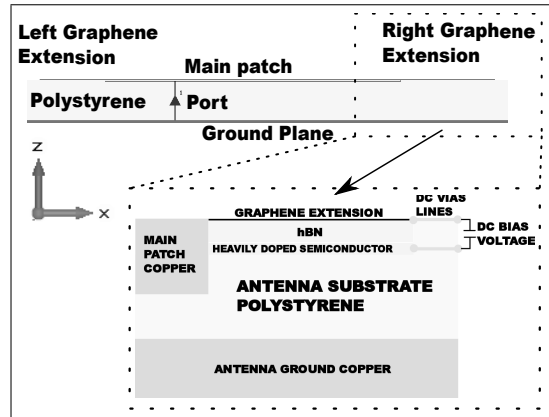 Left Graphene
Extension
Right Graphene
Extension
Main patch
Polystyrene
Port
Ground Plane
Z
X
DC VIAS
LINES
GRAPHENE EXTENSION
hBN
HEAVILY DOPED SEMICONDUCTOR
DC BIAS
VOLTAGE
MAIN
PATCH
COPPER
ANTENNA SUBSTRATE
POLYSTYRENE
ANTENNA GROUND COPPER